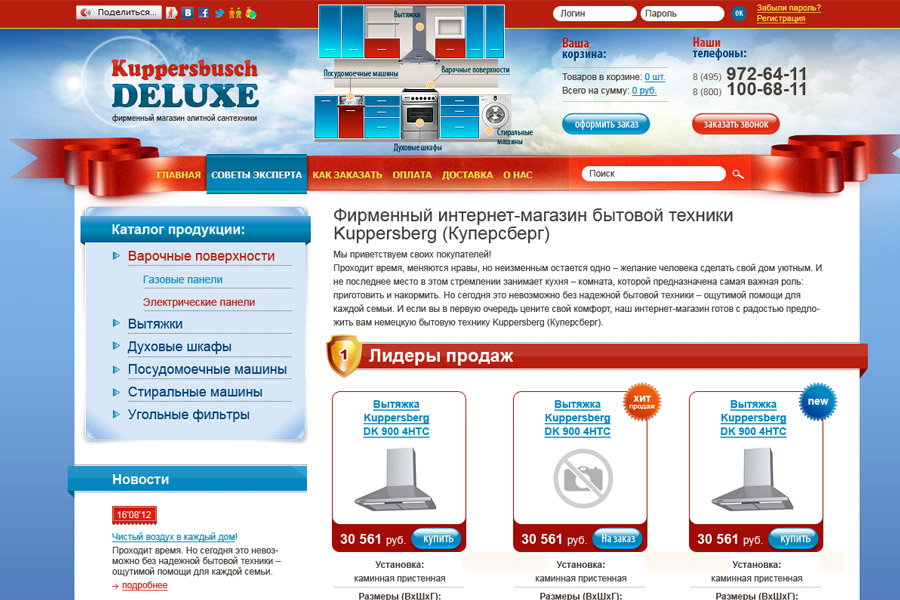 Поделиться...
Логин
Пароль
ОК
Забыли пароль?
Регистрация
Kuppersbusch
DELUXE
фирменный магазин элитной сантехники
Вытяжки
Посудомоечные машины
Варочные поверхности
Духовые шкафы
Стиральные
машины
Ваша
корзина:
Товаров в корзине: 0 шт.
Всего на сумму: 0 руб.
оформить заказ
Наши
телефоны:
8 (495) 972-64-11
8 (800) 100-68-11
заказать звонок
ГЛАВНАЯ
СОВЕТЫ ЭКСПЕРТА
КАК ЗАКАЗАТЬ
ОПЛАТА
ДОСТАВКА
О НАС
Поиск
Каталог продукции:
Варочные поверхности
Газовые панели
Электрические панели
Вытяжки
Духовые шкафы
Посудомоечные машины
Стиральные машины
Угольные фильтры
Новости
16'08'12
Чистый воздух в каждый дом!
Проходит время. Но сегодня это невоз-
можно без надежной бытовой техники –
ощутимой помощи для каждой семьи.
подробнее
Фирменный интернет-магазин бытовой техники
Kuppersberg (Куперсберг)
Мы приветствуем своих покупателей!
Проходит время, меняются нравы, но неизменным остается одно – желание человека сделать свой дом уютным. И
не последнее место в этом стремлении занимает кухня – комната, которой предназначена самая важная роль:
приготовить и накормить. Но сегодня это невозможно без надежной бытовой техники – ощутимой помощи для
каждой семьи. И если вы в первую очередь цените свой комфорт, наш интернет-магазин готов с радостью предло-
жить вам немецкую бытовую технику Kuppersberg (Куперсберг).
1
Лидеры продаж
Вытяжка
Kuppersberg
DK 900 4HTC
30 561 руб.
купить
Установка:
каминная пристенная
Размеры (ВхШхГ):
хит
продаж
Вытяжка
Kuppersberg
DK 900 4HTC
30 561 руб.
На заказ
Установка:
каминная пристенная
Размеры (ВхШхГ):
new
Вытяжка
Kuppersberg
DK 900 4HTC
30 561 руб.
купить
Установка:
каминная пристенная
Размеры (ВхШхГ):